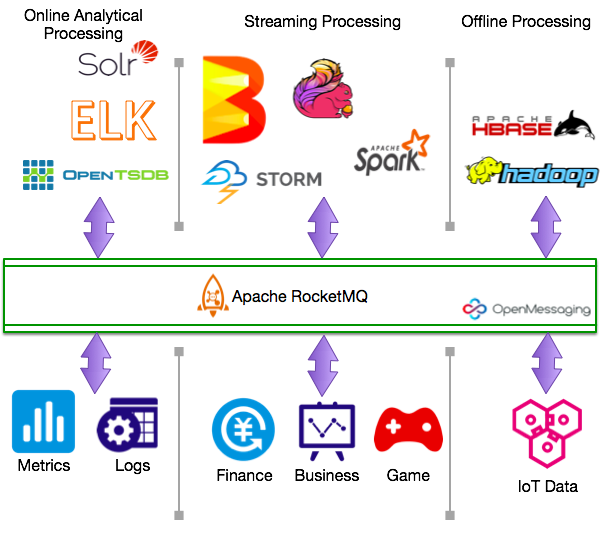 Online Analytical
Processing
Streaming Processing
Offline Processing
Solr
ELK
OPENTSDB
STORM
APACHE
Spark™
APACHE
HBASE
hadoop
Apache RocketMQ
OpenMessaging
Metrics
Logs
Finance
Business
Game
IoT Data